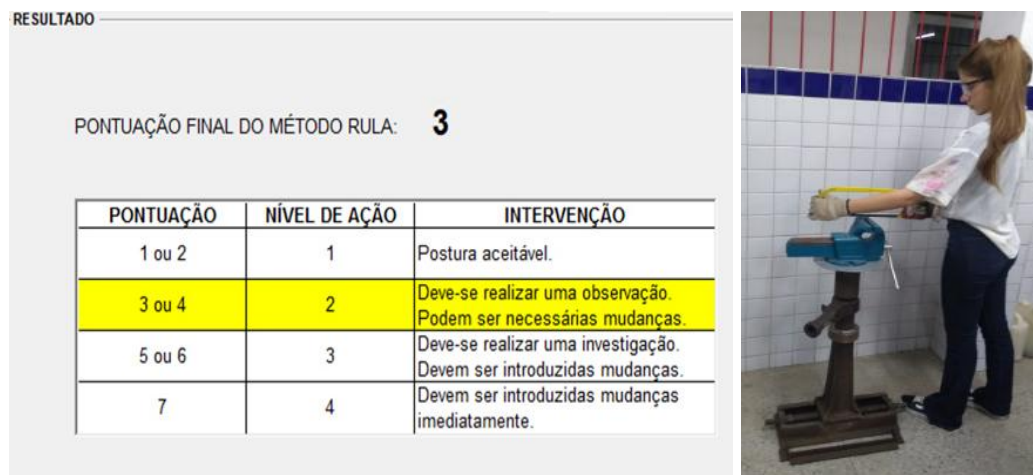 RESULTADO
PONTUAÇÃO FINAL DO MÉTODO RULA: 3
PONTUAÇÃO NÍVEL DE AÇÃO INTERVENÇÃO
1 ou 2 1 Postura aceitável.
3 ou 4 2 Deve-se realizar uma observação.
Podem ser necessárias mudanças.
5 ou 6 3 Deve-se realizar uma investigação.
Devem ser introduzidas mudanças.
7 4 Devem ser introduzidas mudanças
imediatamente.